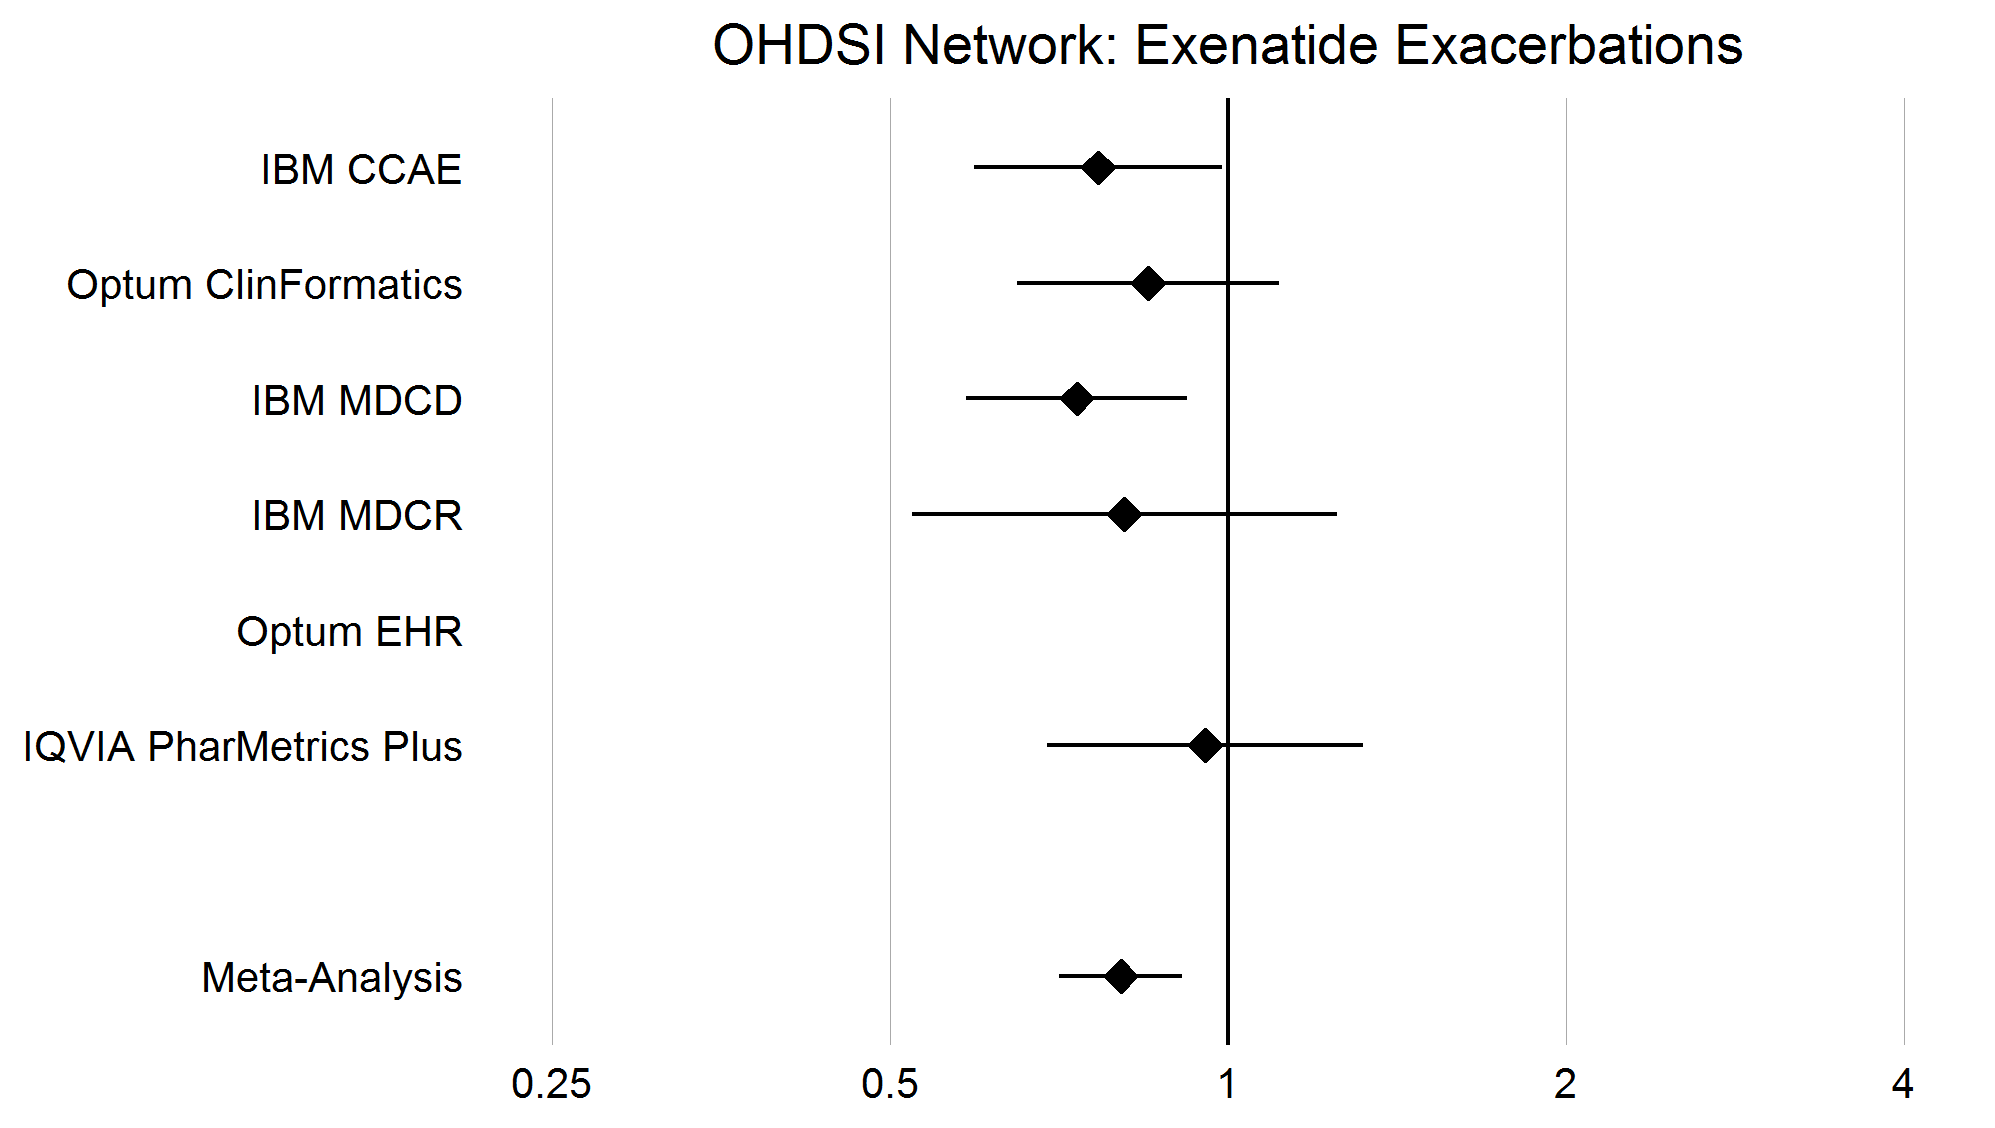 OHDSI Network: Exenatide Exacerbations
IBM CCAE
Optum ClinFormatics
IBM MDCD
IBM MDCR
Optum EHR
IQVIA PharMetrics Plus
Meta-Analysis
0.25 0.5 1 2 4